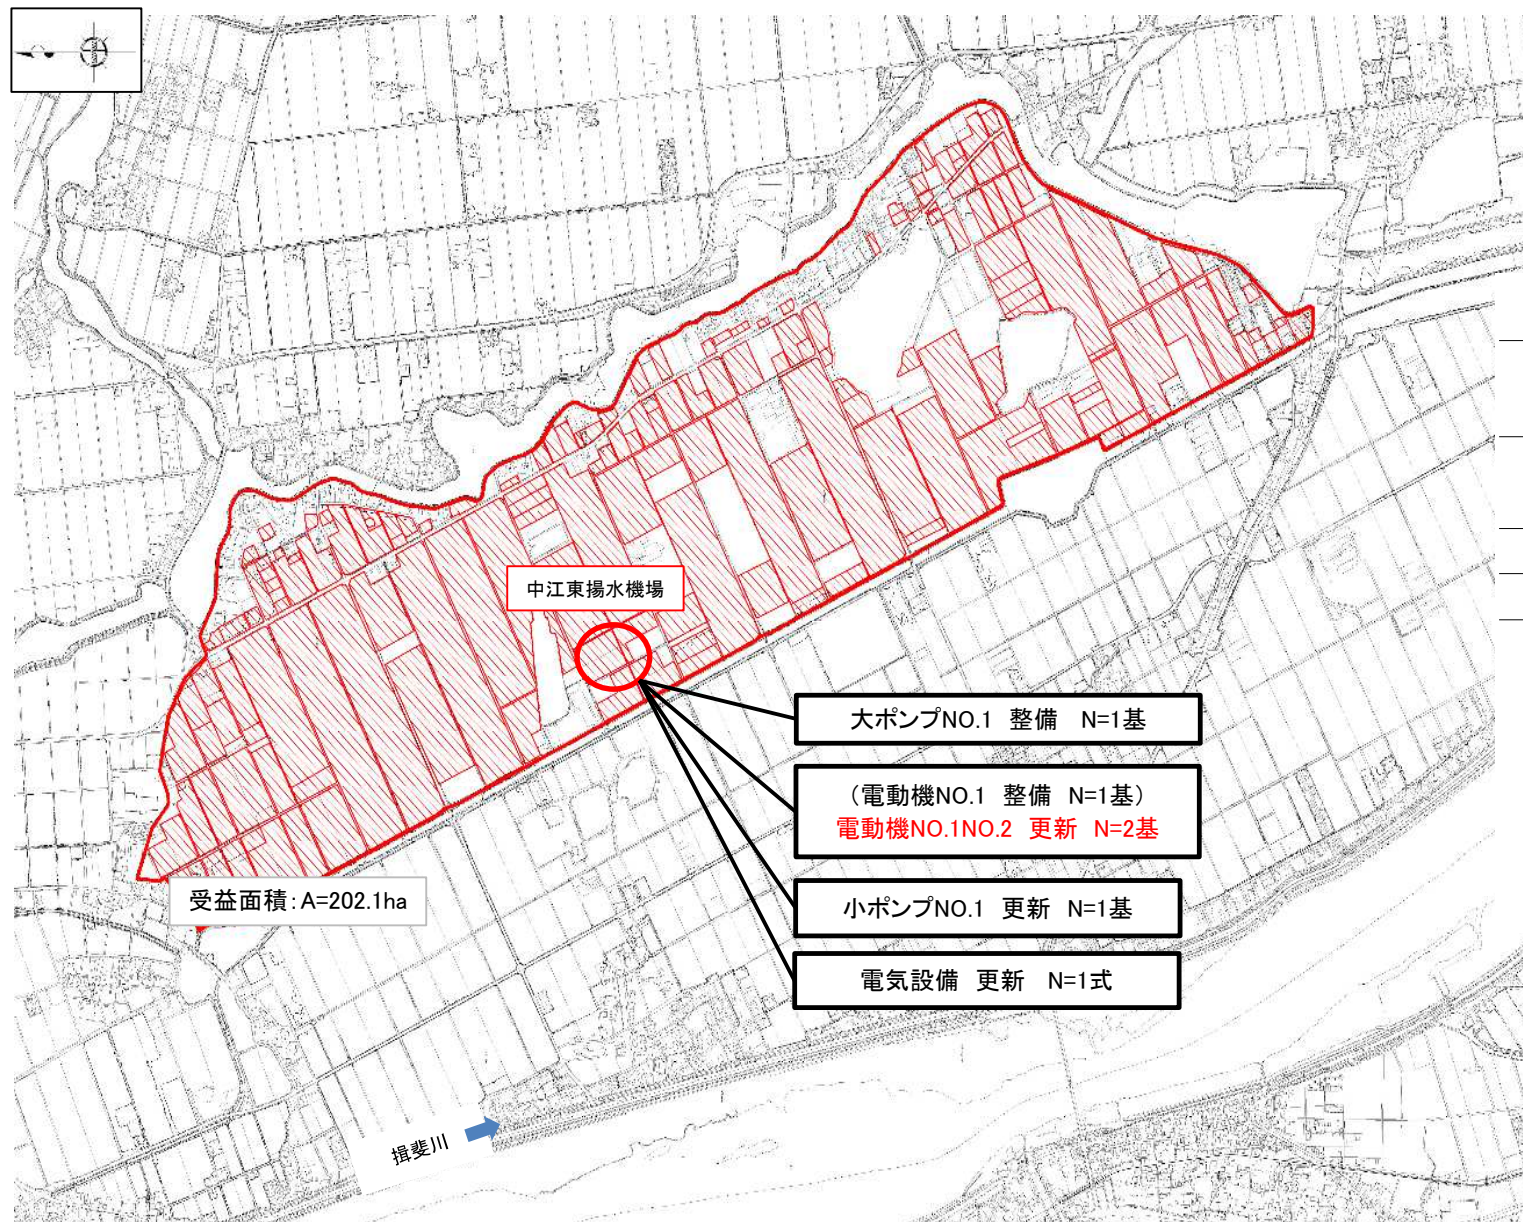 中江東揚水機場
大ポンプNO.1　整備　N=1基
（電動機NO.1　整備　N=1基）
電動機NO.1NO.2　更新　N=2基
小ポンプNO.1　更新　N=1基
電気設備　更新　N=1式
受益面積：A=202.1ha
揖斐川